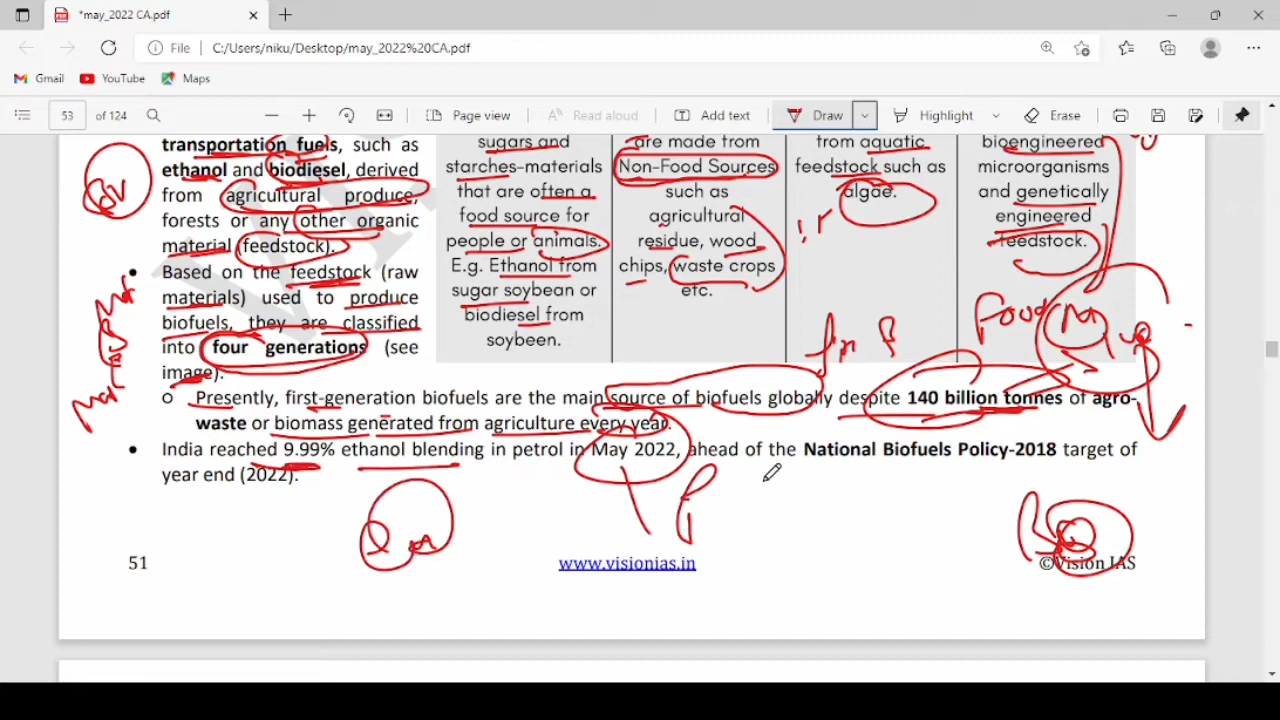 *may_2022 CA.pdf
File C:/Users/niku/Desktop/may_2022%20CA.pdf
Gmail YouTube Maps
53 of 124 Page view Read aloud Add text Draw Highlight Erase
transportation fuels, such as
ethanol and biodiesel, derived
from agricultural produce,
forests or any other organic
material (feedstock).
• Based on the feedstock (raw
materials) used to produce
biofuels, they are classified
into four generations (see
image).
sugars and
starches-materials
that are often a
food source for
people or animals.
E.g. Ethanol from
sugar soybean or
biodiesel from
soybeen.
are made from
Non-Food Sources
such as
agricultural
residue, wood
chips, waste crops
etc.
from aquatic
feedstock such as
algae.
bioengineered
microorganisms
and genetically
engineered
feedstock.
Food
o Presently, first-generation biofuels are the main source of biofuels globally despite 140 billion tonnes of agro-
waste or biomass generated from agriculture every year.
• India reached 9.99% ethanol blending in petrol in May 2022, ahead of the National Biofuels Policy-2018 target of
year end (2022).
51 www.visionias.in ©Vision IAS